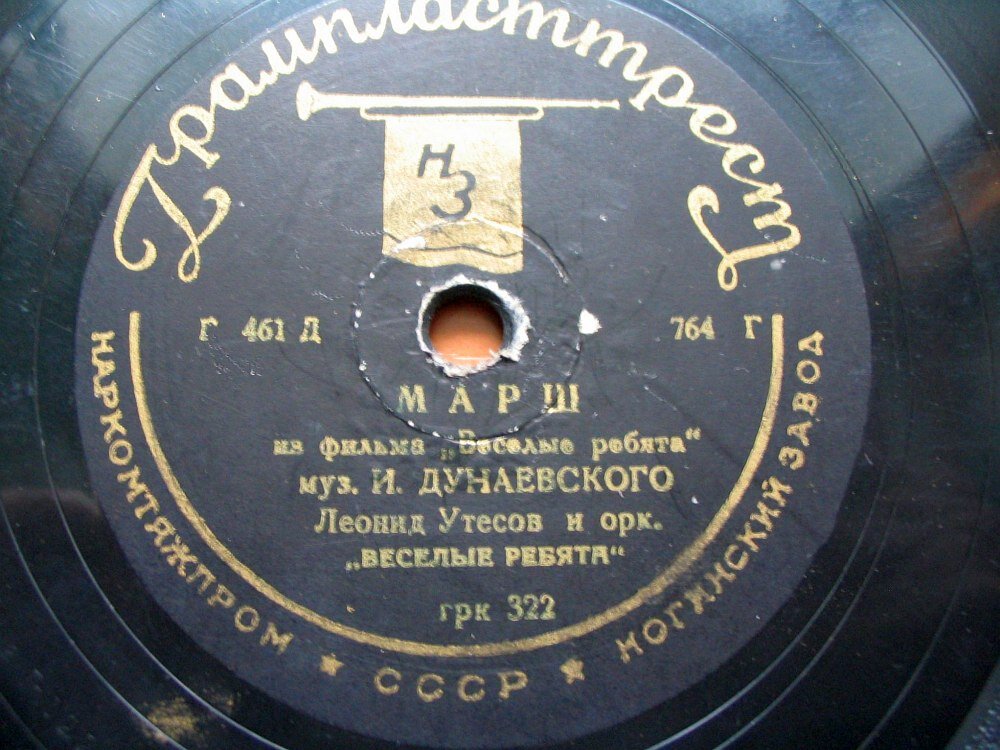 Грампласттрест
НЗ
Г 461 Д
764 Г
МАРШ
из фильма „Веселые ребята“
муз. И. ДУНАЕВСКОГО
Леонид Утесов и орк.
„ВЕСЕЛЫЕ РЕБЯТА“
грк 322
НАРКОМТЯЖПРОМ ★ СССР ★ НОГИНСКИЙ ЗАВОД